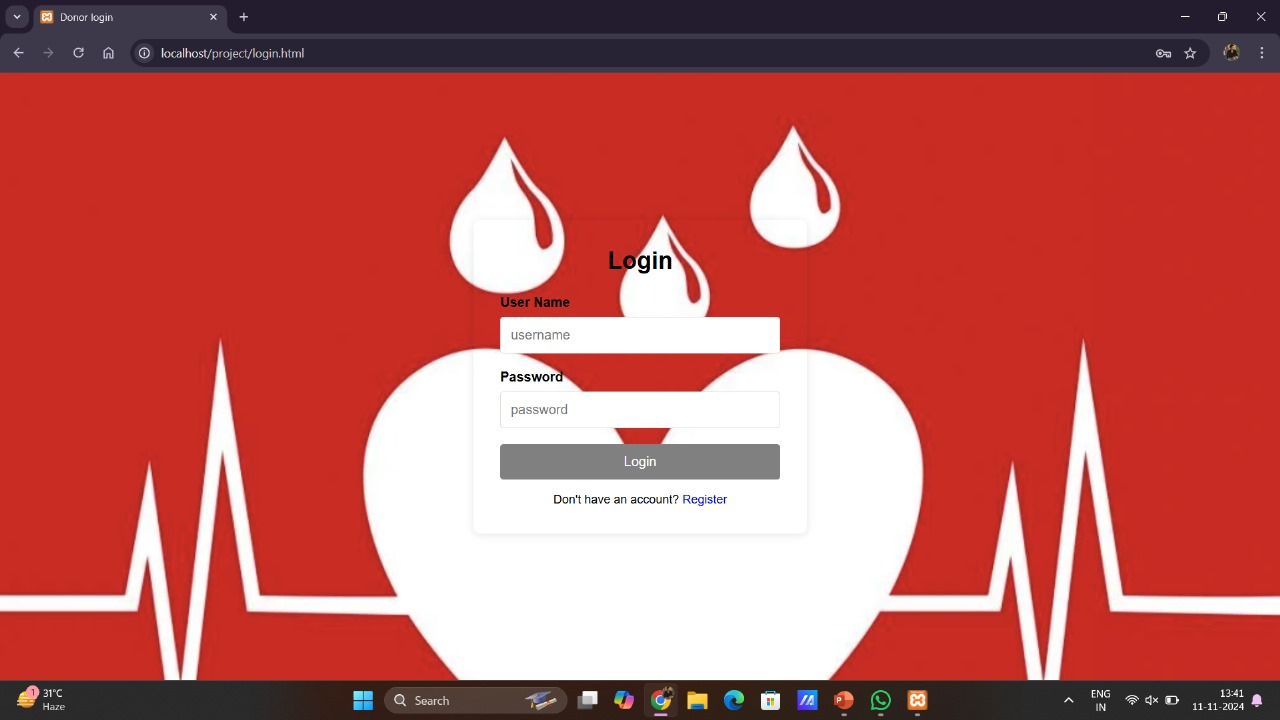 Donor login
localhost/project/login.html
Login
User Name
username
Password
password
Login
Don't have an account? Register
1
31°C
Haze
Search
ENG
IN
13:41
11-11-2024